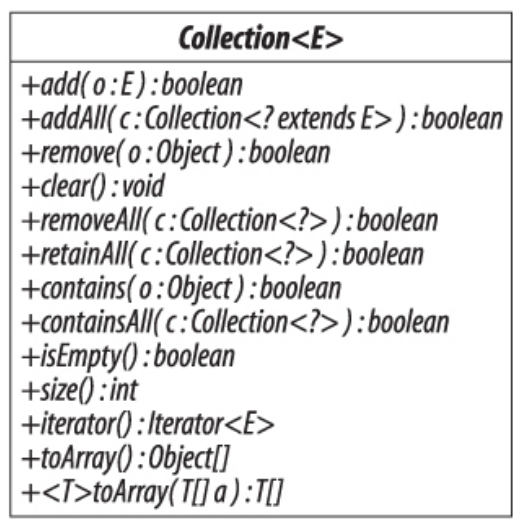 Collection<E>
+add( o : E ) : boolean
+addAll( c : Collection<? extends E> ) : boolean
+remove( o : Object ) : boolean
+clear() : void
+removeAll( c : Collection<?> ) : boolean
+retainAll( c : Collection<?> ) : boolean
+contains( o : Object ) : boolean
+containsAll( c : Collection<?> ) : boolean
+isEmpty() : boolean
+size() : int
+iterator() : Iterator<E>
+toArray() : Object[]
+<T>toArray( T[] a ) : T[]